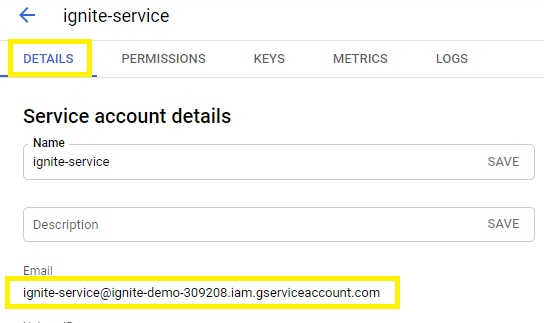 ignite-service
DETAILS PERMISSIONS KEYS METRICS LOGS
Service account details
Name
ignite-service SAVE
Description SAVE
Email
ignite-service@ignite-demo-309208.iam.gserviceaccount.com